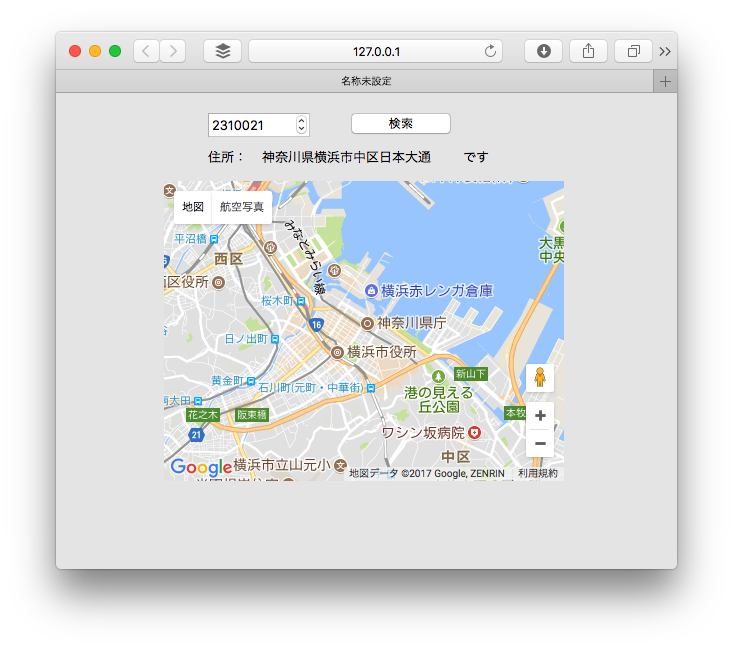 127.0.0.1
名称未設定
2310021
検索
住所： 神奈川県横浜市中区日本大通 です
地図 航空写真
みなとみらい線
平沼橋
西区
大黒
中央
西区役所
横浜赤レンガ倉庫
桜木町
16
神奈川県庁
日ノ出町
横浜市役所
黄金町
石川町(元町・中華街)
新山下
港の見える
丘公園
南太田
花之木
阪東橋
本牧
21
ワシン坂病院
中区
Google
横浜市立山元小
地図データ ©2017 Google, ZENRIN
利用規約